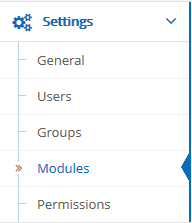 Settings
General
Users
Groups
Modules
Permissions